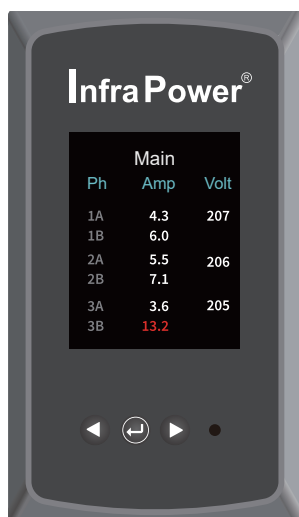 InfraPower®
Main
Ph Amp Volt
1A 4.3 207
1B 6.0
2A 5.5 206
2B 7.1
3A 3.6 205
3B 13.2